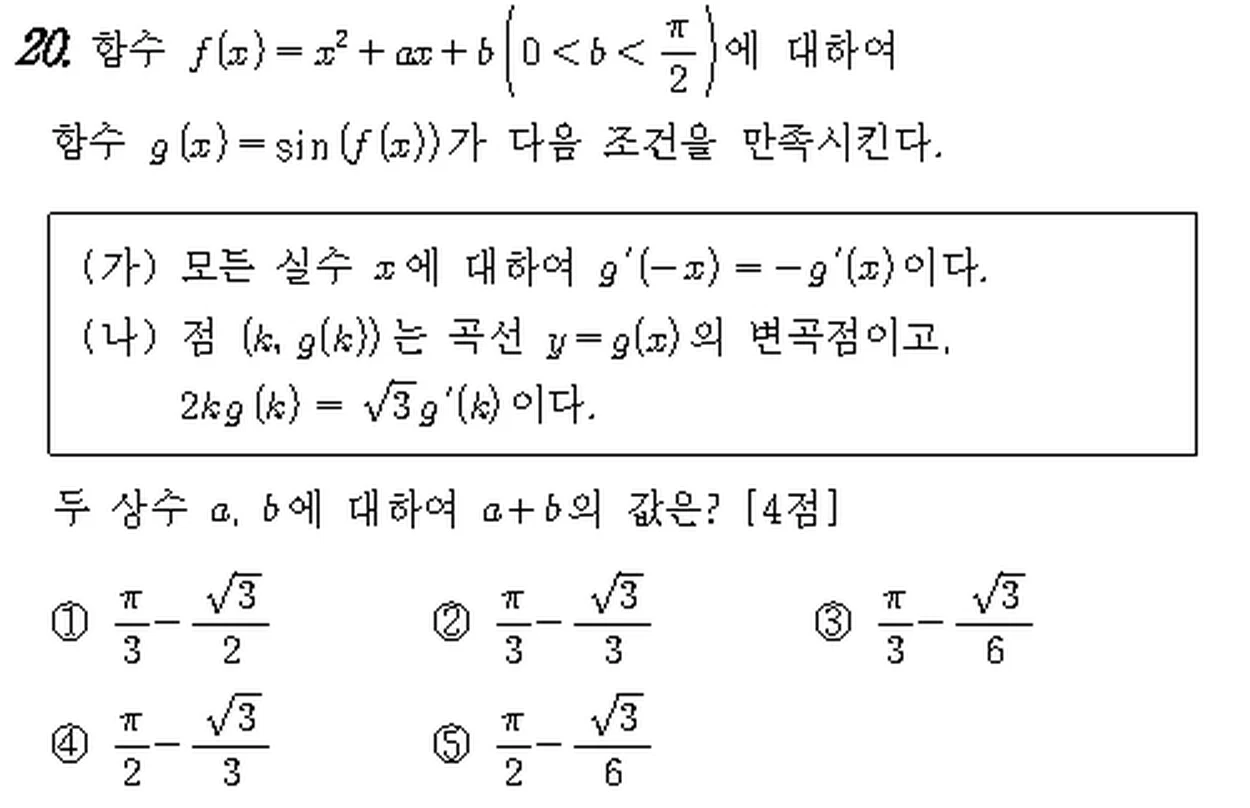 20. 함수 f(x) = x² + ax + b (0 < b < π/2)에 대하여
함수 g(x) = sin(f(x))가 다음 조건을 만족시킨다.
(가) 모든 실수 x에 대하여 g′(−x) = −g′(x)이다.
(나) 점 (k, g(k))는 곡선 y = g(x)의 변곡점이고,
2kg(k) = √3g′(k)이다.
두 상수 a, b에 대하여 a+b의 값은? [4점]
① π/3 − √3/2 ② π/3 − √3/3 ③ π/3 − √3/6
④ π/2 − √3/3 ⑤ π/2 − √3/6